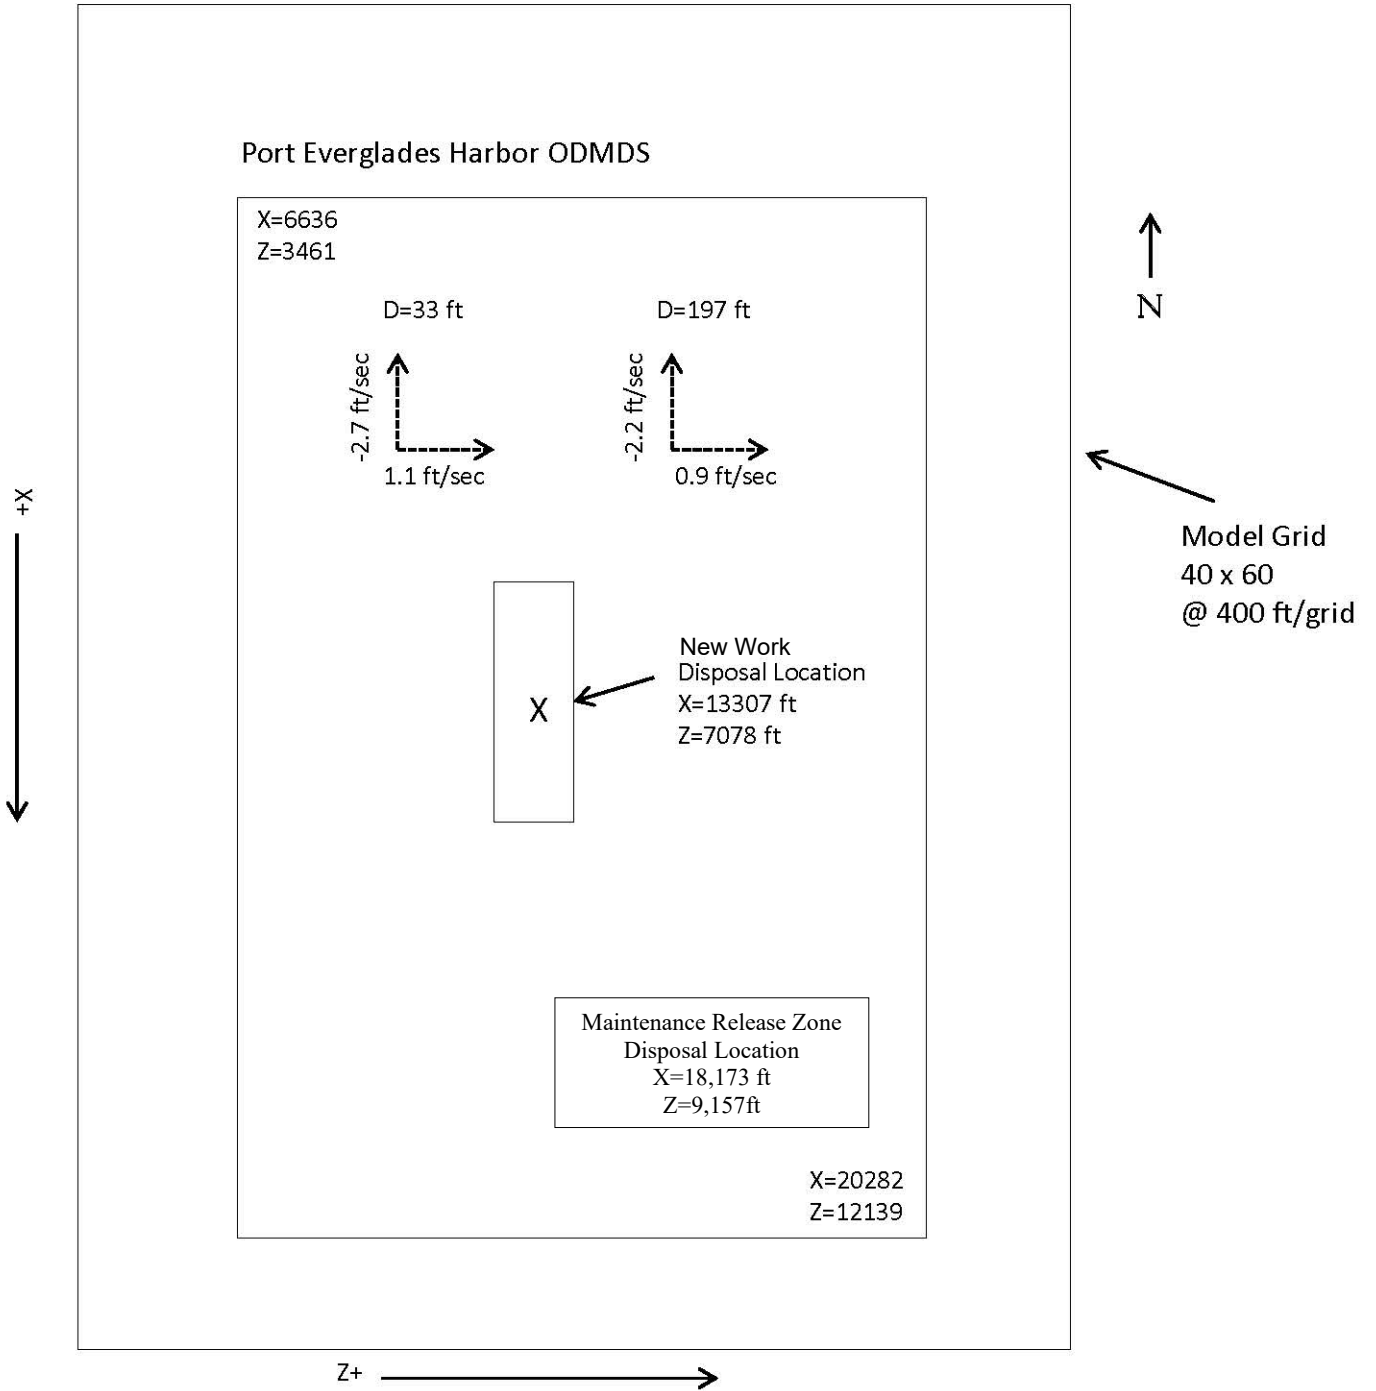 Port Everglades Harbor ODMDS
X=6636
Z=3461
N
D=33 ft
D=197 ft
-2.7 ft/sec
1.1 ft/sec
-2.2 ft/sec
0.9 ft/sec
+X
Model Grid
40 x 60
@ 400 ft/grid
X
New Work
Disposal Location
X=13307 ft
Z=7078 ft
Maintenance Release Zone
Disposal Location
X=18,173 ft
Z=9,157ft
X=20282
Z=12139
Z+